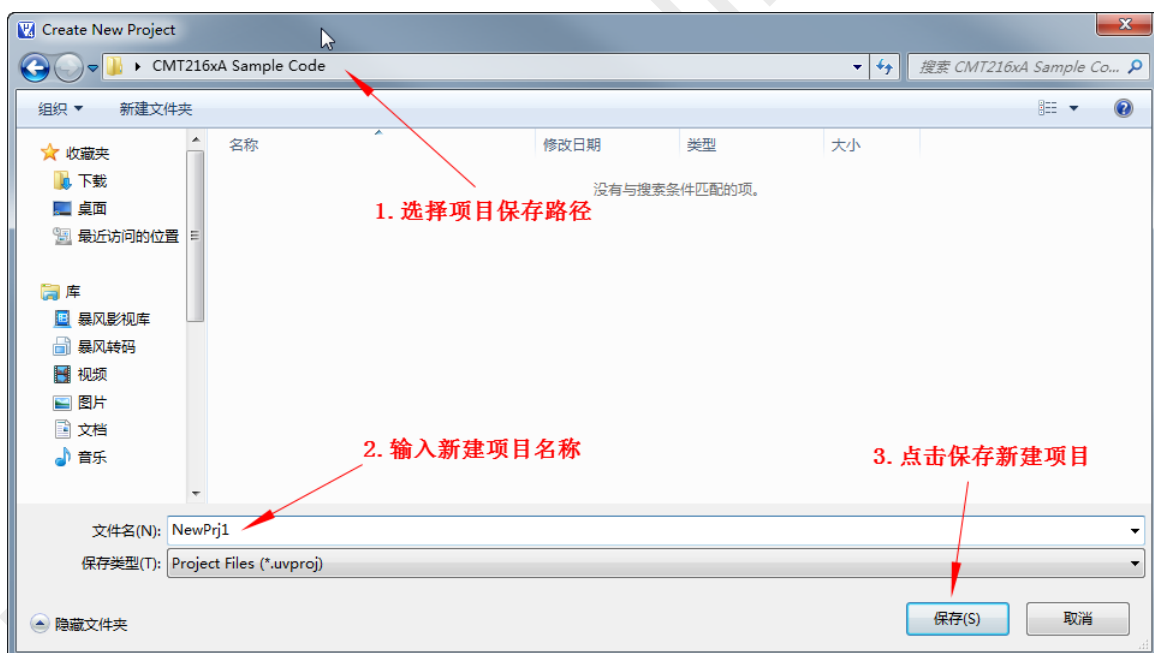 Create New Project
CMT216xA Sample Code
搜索 CMT216xA Sample Co...
组织
新建文件夹
名称
修改日期
类型
大小
没有与搜索条件匹配的项。
收藏夹
下载
桌面
最近访问的位置
库
暴风影视库
暴风转码
视频
图片
文档
音乐
1. 选择项目保存路径
2. 输入新建项目名称
3. 点击保存新建项目
文件名(N): NewPrj1
保存类型(T): Project Files (*.uvproj)
隐藏文件夹
保存(S)
取消